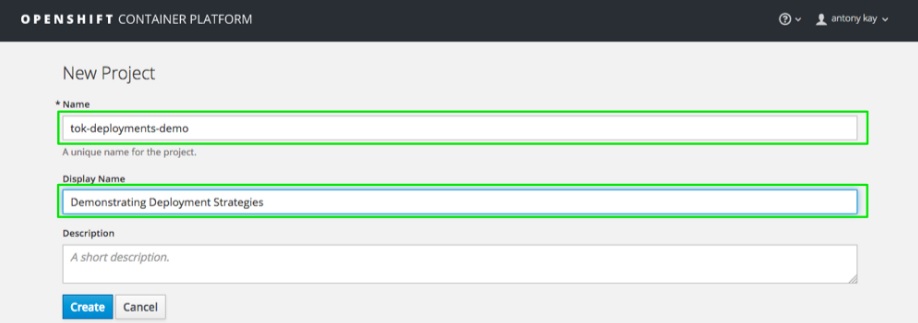 OPENSHIFT CONTAINER PLATFORM
? antony kay
New Project
* Name
tok-deployments-demo
A unique name for the project.
Display Name
Demonstrating Deployment Strategies
Description
A short description.
Create Cancel